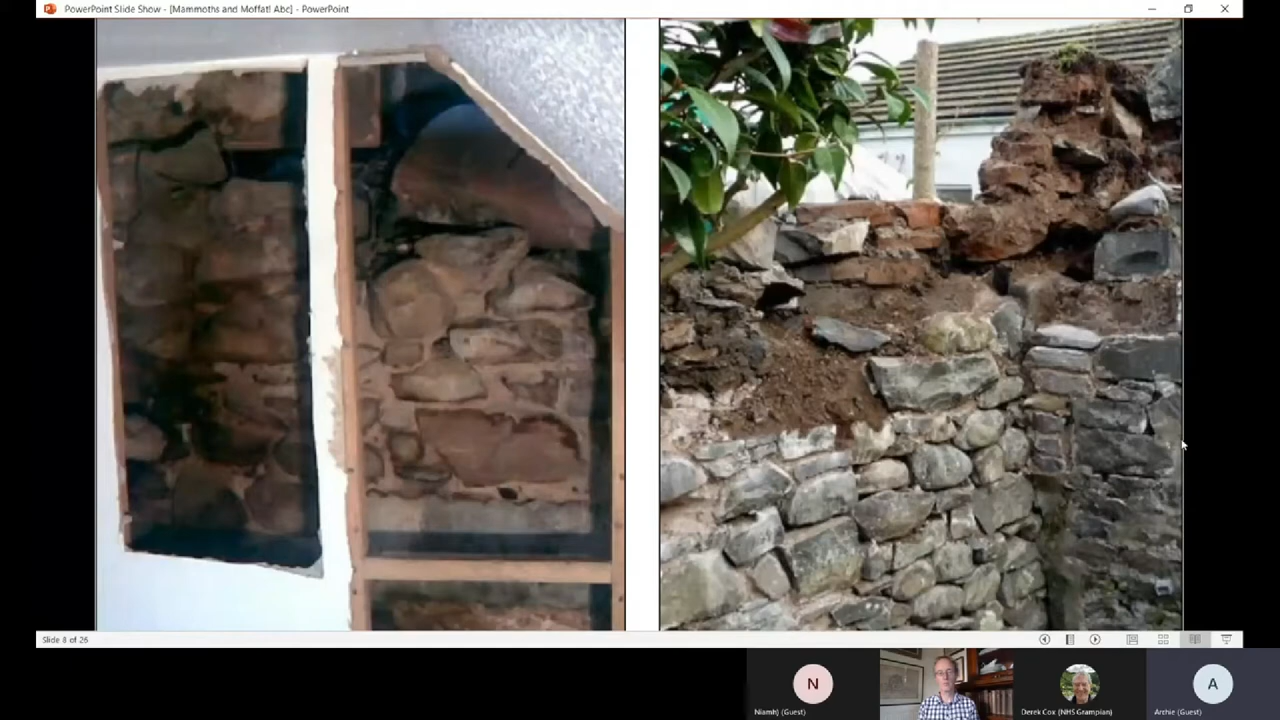 PowerPoint Slide Show - [Mammoths and Moffat! Abc] - PowerPoint
Slide 8 of 26
N
A
Niamhj (Guest)
Derek Cox (NHS Grampian)
Archie (Guest)